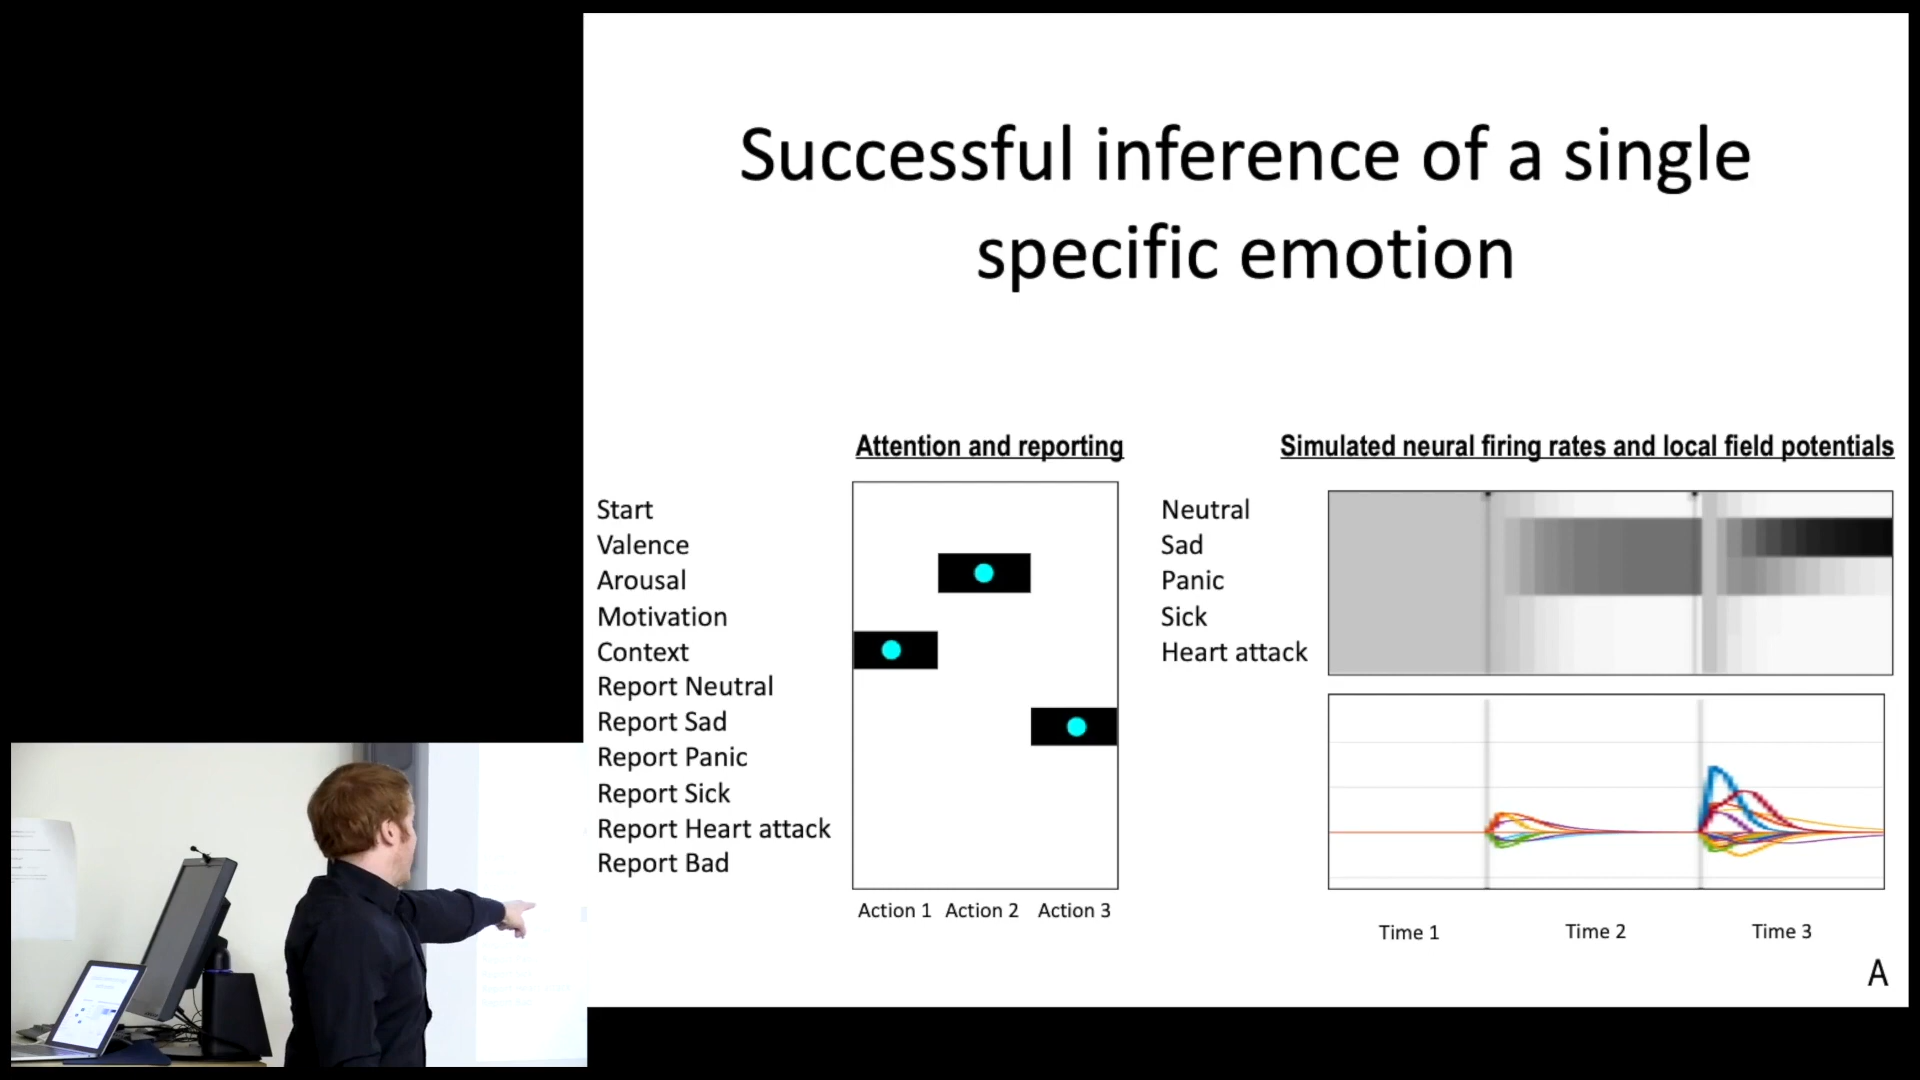 Successful inference of a single
specific emotion
Attention and reporting
Start
Valence
Arousal
Motivation
Context
Report Neutral
Report Sad
Report Panic
Report Sick
Report Heart attack
Report Bad
Action 1 Action 2 Action 3
Simulated neural firing rates and local field potentials
Neutral
Sad
Panic
Sick
Heart attack
Time 1 Time 2 Time 3
A